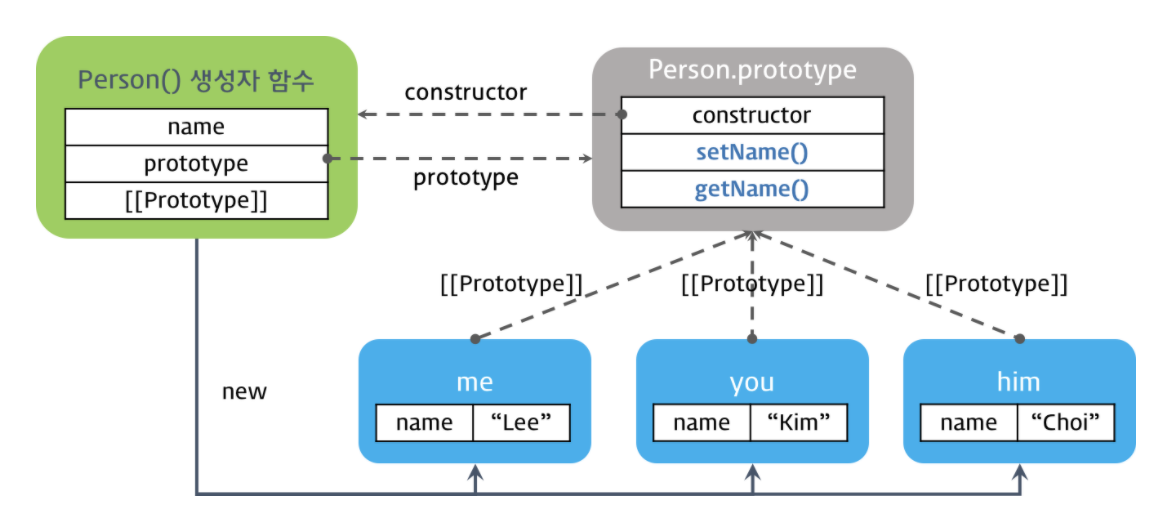 Person() 생성자 함수
name
prototype
[[Prototype]]
constructor
prototype
Person.prototype
constructor
setName()
getName()
[[Prototype]]
[[Prototype]]
[[Prototype]]
new
me
name “Lee”
you
name “Kim”
him
name “Choi”